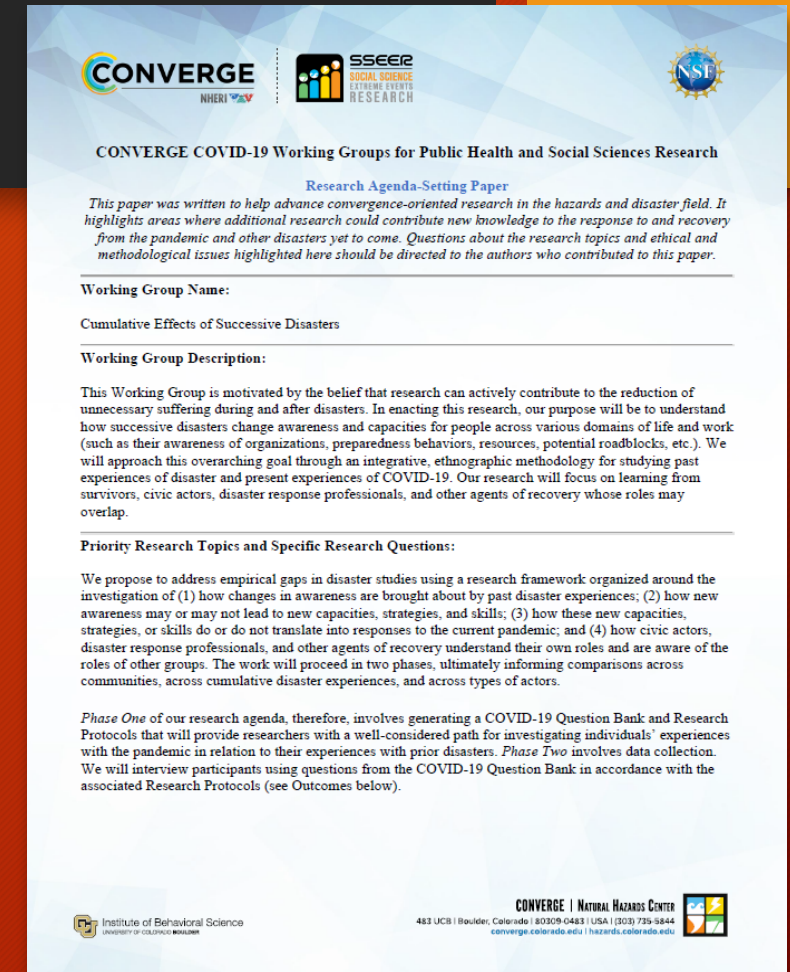 CONVERGE
NHERI
SSEER
SOCIAL SCIENCE
EXTREME EVENTS
RESEARCH
NSF
CONVERGE COVID-19 Working Groups for Public Health and Social Sciences Research
Research Agenda-Setting Paper
This paper was written to help advance convergence-oriented research in the hazards and disaster field. It
highlights areas where additional research could contribute new knowledge to the response to and recovery
from the pandemic and other disasters yet to come. Questions about the research topics and ethical and
methodological issues highlighted here should be directed to the authors who contributed to this paper.
Working Group Name:
Cumulative Effects of Successive Disasters
Working Group Description:
This Working Group is motivated by the belief that research can actively contribute to the reduction of
unnecessary suffering during and after disasters. In enacting this research, our purpose will be to understand
how successive disasters change awareness and capacities for people across various domains of life and work
(such as their awareness of organizations, preparedness behaviors, resources, potential roadblocks, etc.). We
will approach this overarching goal through an integrative, ethnographic methodology for studying past
experiences of disaster and present experiences of COVID-19. Our research will focus on learning from
survivors, civic actors, disaster response professionals, and other agents of recovery whose roles may
overlap.
Priority Research Topics and Specific Research Questions:
We propose to address empirical gaps in disaster studies using a research framework organized around the
investigation of (1) how changes in awareness are brought about by past disaster experiences; (2) how new
awareness may or may not lead to new capacities, strategies, and skills; (3) how these new capacities,
strategies, or skills do or do not translate into responses to the current pandemic; and (4) how civic actors,
disaster response professionals, and other agents of recovery understand their own roles and are aware of the
roles of other groups. The work will proceed in two phases, ultimately informing comparisons across
communities, across cumulative disaster experiences, and across types of actors.
Phase One of our research agenda, therefore, involves generating a COVID-19 Question Bank and Research
Protocols that will provide researchers with a well-considered path for investigating individuals' experiences
with the pandemic in relation to their experiences with prior disasters. Phase Two involves data collection.
We will interview participants using questions from the COVID-19 Question Bank in accordance with the
associated Research Protocols (see Outcomes below).
Institute of Behavioral Science
UNIVERSITY OF COLORADO BOULDER
CONVERGE | NATURAL HAZARDS CENTER
483 UCB | Boulder, Colorado | 80309-0483 | USA | (303) 735-5844
converge.colorado.edu | hazards.colorado.edu